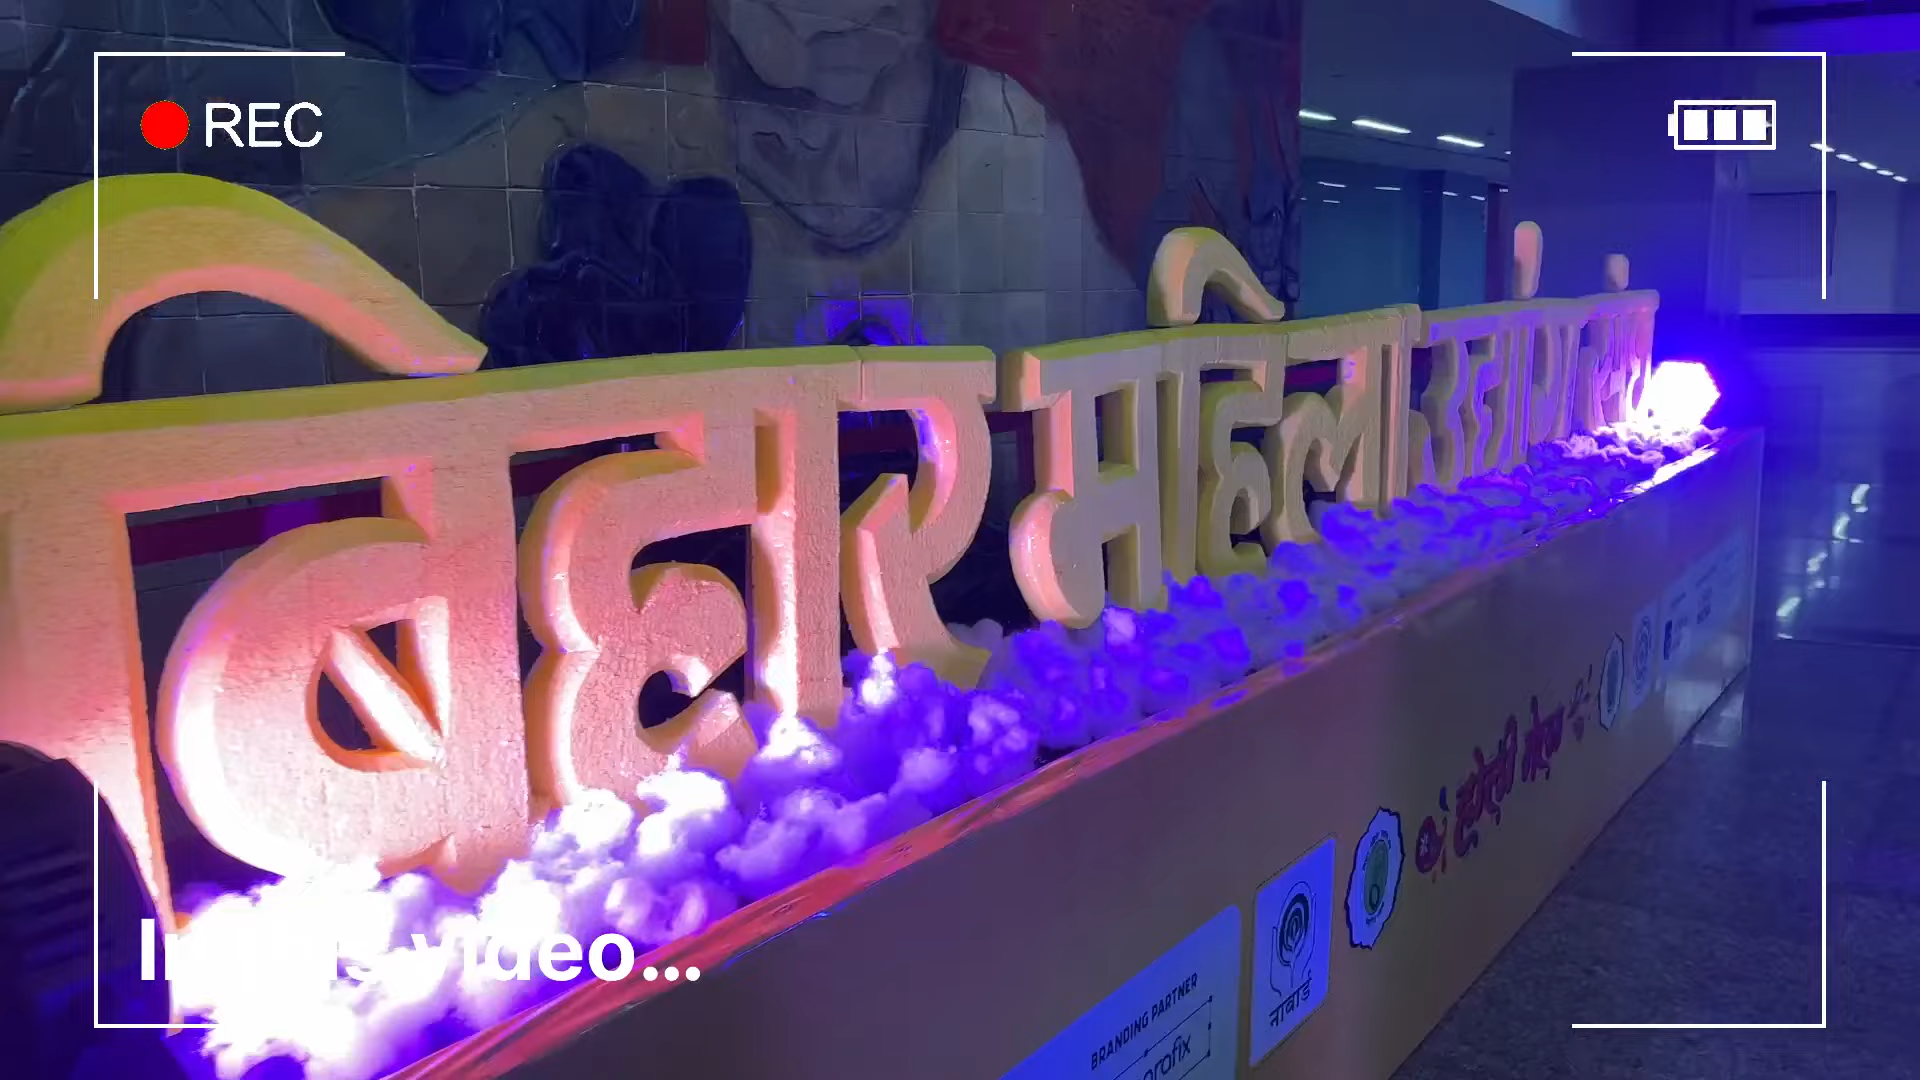 REC
बिहार महिला उद्योग संघ
होली मेला
नाबार्ड
BRANDING PARTNER
In this video...